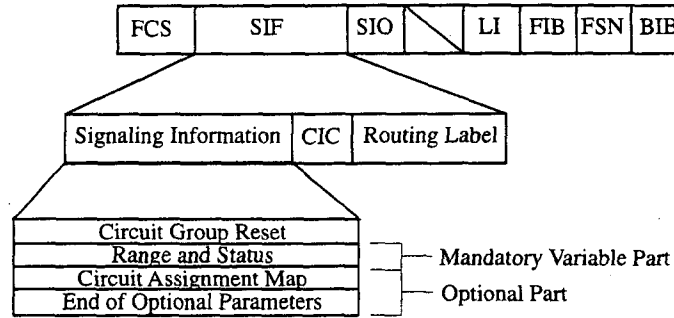 FCS SIF SIO LI FIB FSN BIB
Signaling Information CIC Routing Label
Circuit Group Reset
Range and Status
Circuit Assignment Map
End of Optional Parameters
Mandatory Variable Part
Optional Part